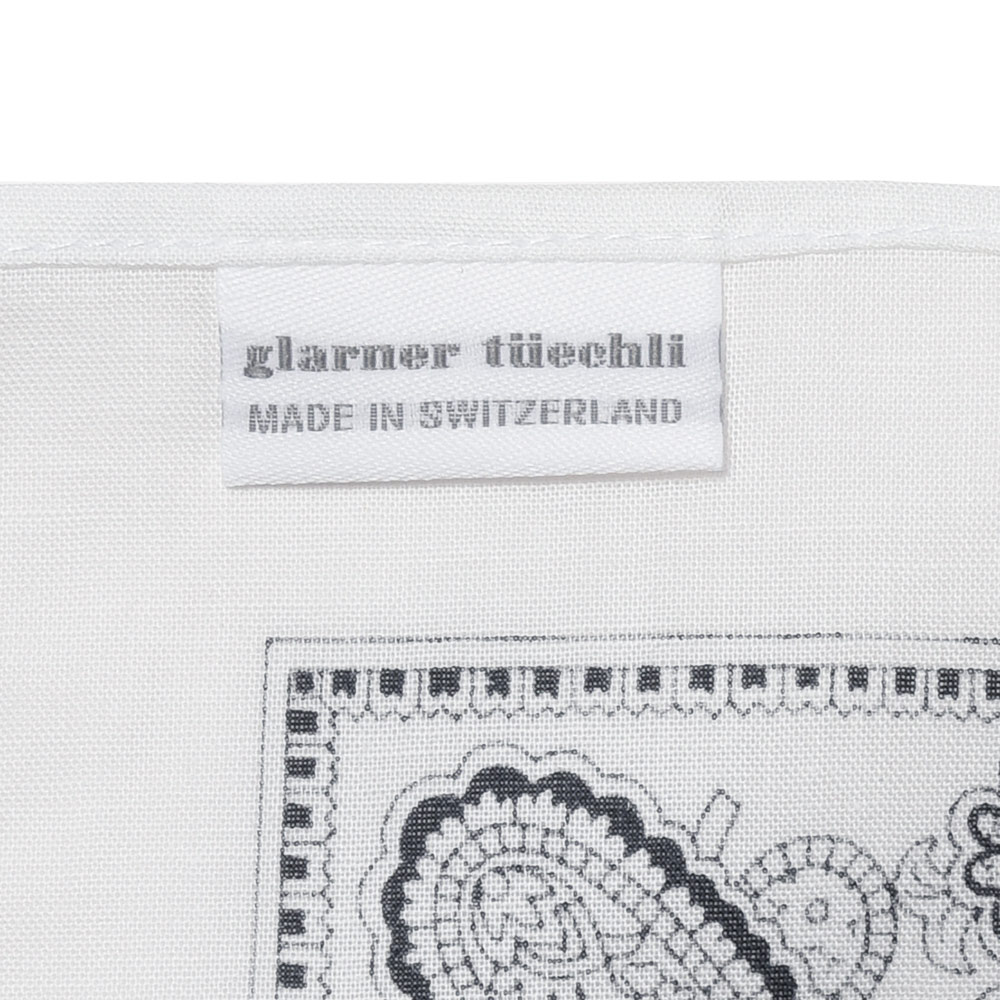 glarner tüechli
MADE IN SWITZERLAND